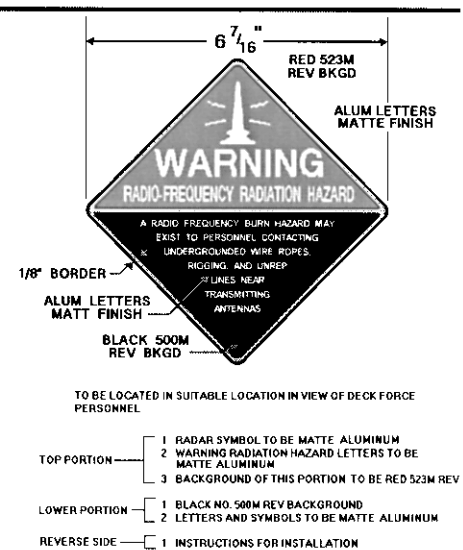 6 7/16"
RED 523M
REV BKGD
ALUM LETTERS
MATTE FINISH
WARNING
RADIO-FREQUENCY RADIATION HAZARD
A RADIO FREQUENCY BURN HAZARD MAY
EXIST TO PERSONNEL CONTACTING
UNDERGROUNDED WIRE ROPES,
RIGGING, AND UNREP
LINES NEAR
TRANSMITTING
ANTENNAS
1/8" BORDER
ALUM LETTERS
MATT FINISH
BLACK 500M
REV BKGD
TO BE LOCATED IN SUITABLE LOCATION IN VIEW OF DECK FORCE
PERSONNEL
TOP PORTION
1 RADAR SYMBOL TO BE MATTE ALUMINUM
2 WARNING RADIATION HAZARD LETTERS TO BE
MATTE ALUMINUM
3 BACKGROUND OF THIS PORTION TO BE RED 523M REV
LOWER PORTION
1 BLACK NO. 500M REV BACKGROUND
2 LETTERS AND SYMBOLS TO BE MATTE ALUMINUM
REVERSE SIDE
1 INSTRUCTIONS FOR INSTALLATION